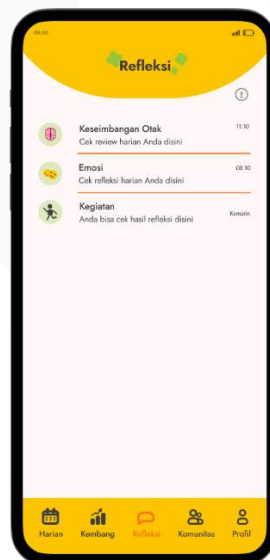 Refleksi
Keseimbangan Otak
11:10
Cek review harian Anda disini
Emosi
08:10
Cek refleksi harian Anda disini
Kegiatan
Anda bisa cek hasil refleksi disini
Kemarin
Harian Kembang Refleksi Komunitas Profil